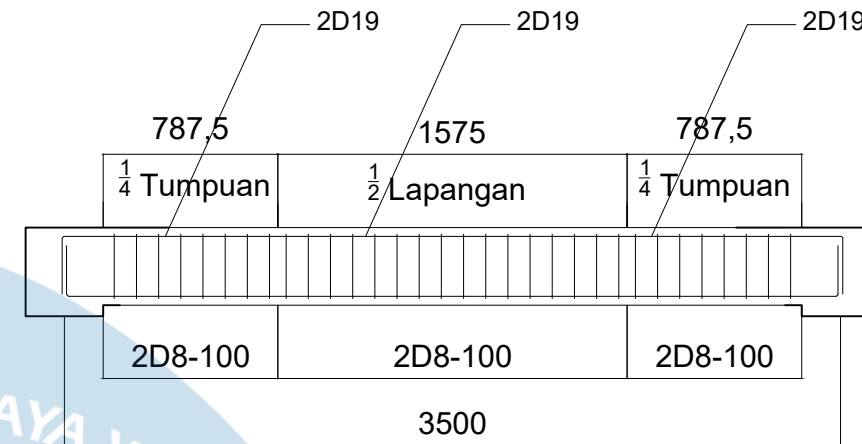 2D19 2D19 2D19
787,5 1575 787,5
1/4 Tumpuan 1/2 Lapangan 1/4 Tumpuan
2D8-100 2D8-100 2D8-100
3500
AYA